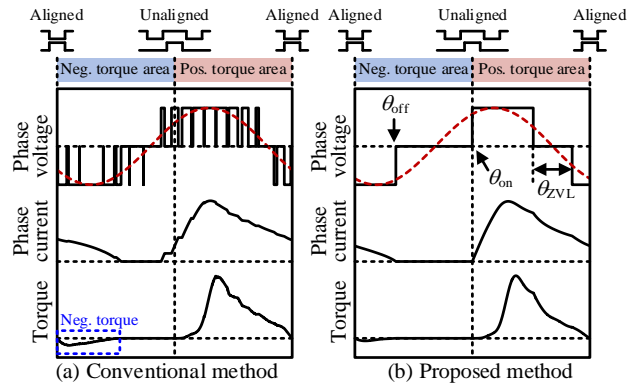 Aligned
Unaligned
Aligned
Neg. torque area
Pos. torque area
Phase voltage
Phase current
Torque
Neg. torque
(a) Conventional method
Aligned
Unaligned
Aligned
Neg. torque area
Pos. torque area
Phase voltage
θoff
θon
θZVL
Phase current
Torque
(b) Proposed method